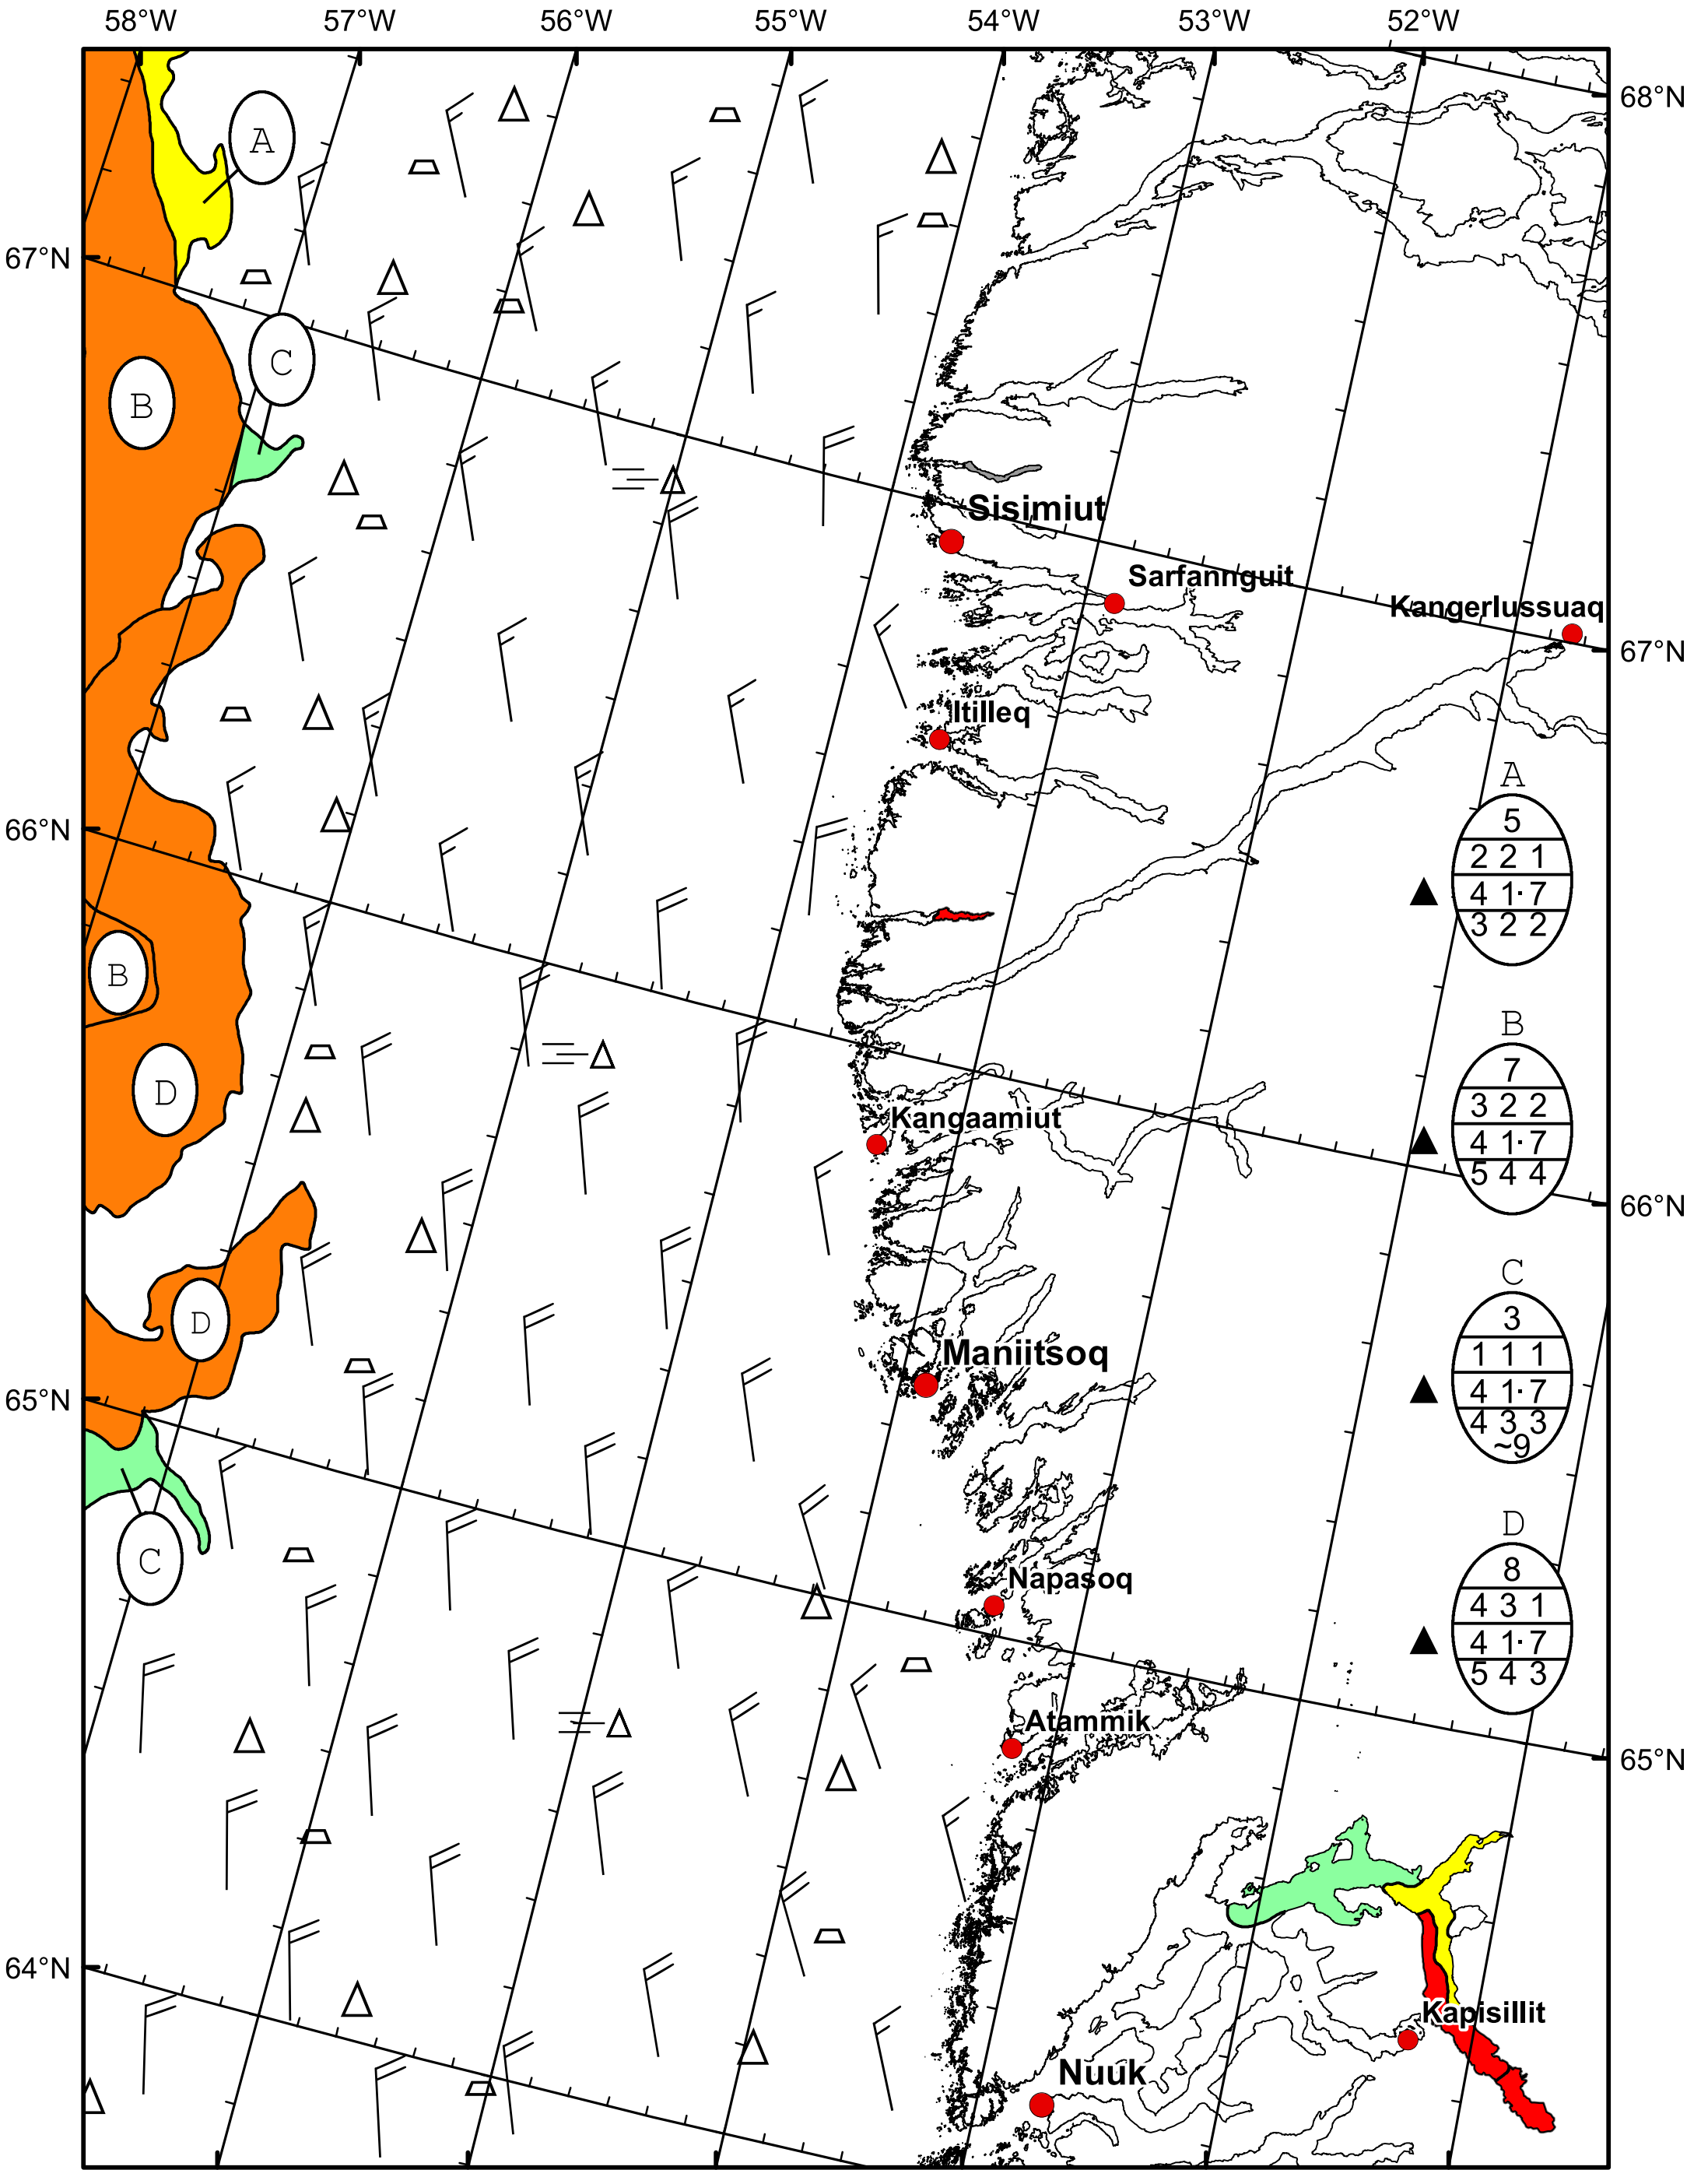 58°W 57°W 56°W 55°W 54°W 53°W 52°W
68°N
A
67°N
C
B
Sisimiut
Sarfannguit
Kangerlussuaq
67°N
Itilleq
66°N
B
D
Kangaamiut
66°N
D
Maniitsoq
65°N
C
Napasoq
Atammik
65°N
64°N
Kapisillit
Nuuk
A
5
2 2 1
4 1· 7
3 2 2
B
7
3 2 2
4 1· 7
5 4 4
C
3
1 1 1
4 1· 7
4 3 3
~9
D
8
4 3 1
4 1· 7
5 4 3